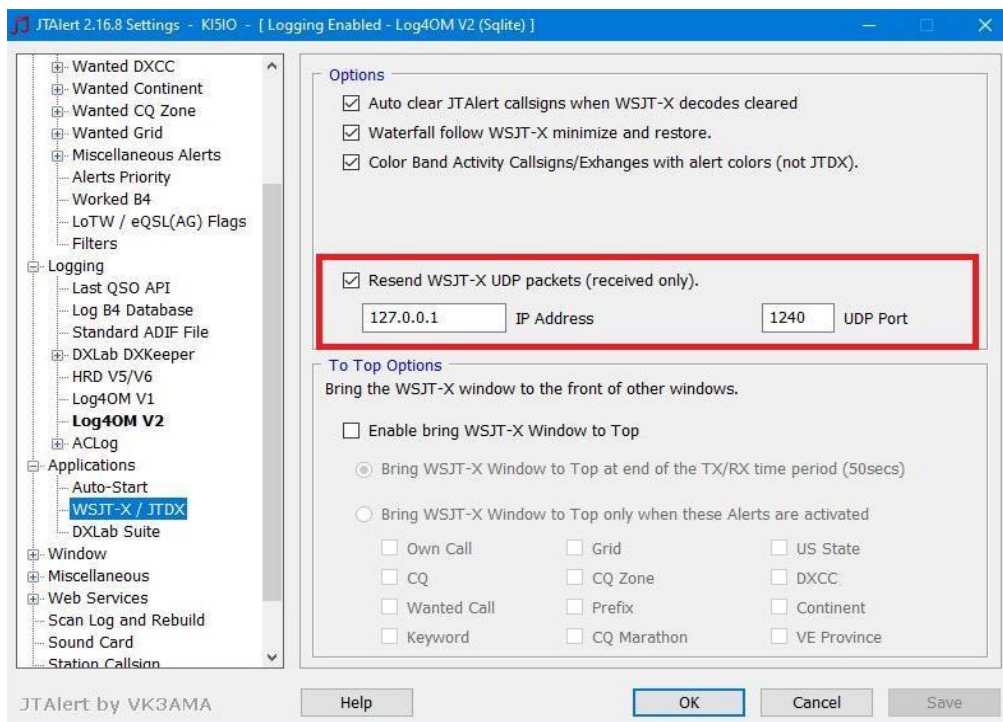 JTAlert 2.16.8 Settings - KI5IO - [ Logging Enabled - Log4OM V2 (Sqlite) ]
Wanted DXCC
Wanted Continent
Wanted CQ Zone
Wanted Grid
Miscellaneous Alerts
Alerts Priority
Worked B4
LoTW / eQSL(AG) Flags
Filters
Logging
Last QSO API
Log B4 Database
Standard ADIF File
DXLab DXKeeper
HRD V5/V6
Log4OM V1
Log4OM V2
ACLog
Applications
Auto-Start
WSJT-X / JTDX
DXLab Suite
Window
Miscellaneous
Web Services
Scan Log and Rebuild
Sound Card
Station Callsign
Options
Auto clear JTAlert callsigns when WSJT-X decodes cleared
Waterfall follow WSJT-X minimize and restore.
Color Band Activity Callsigns/Exhanges with alert colors (not JTDX).
Resend WSJT-X UDP packets (received only).
127.0.0.1 IP Address 1240 UDP Port
To Top Options
Bring the WSJT-X window to the front of other windows.
Enable bring WSJT-X Window to Top
Bring WSJT-X Window to Top at end of the TX/RX time period (50secs)
Bring WSJT-X Window to Top only when these Alerts are activated
Own Call Grid US State
CQ CQ Zone DXCC
Wanted Call Prefix Continent
Keyword CQ Marathon VE Province
JTAlert by VK3AMA Help OK Cancel Save